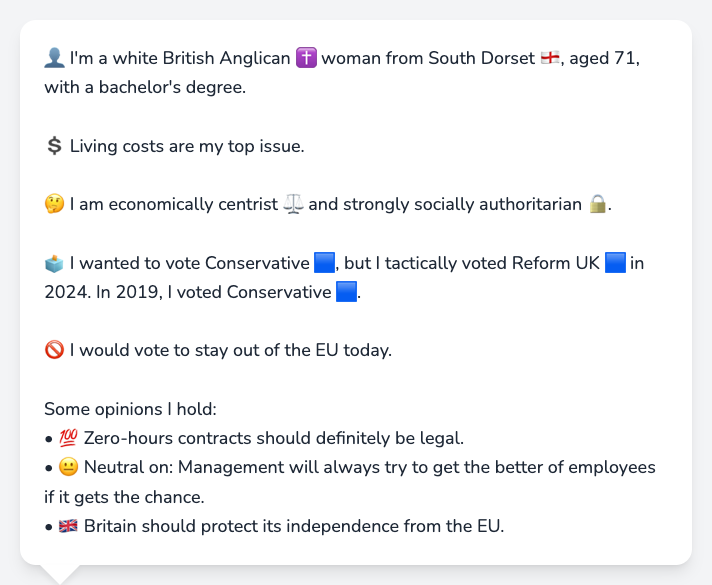 👤 I'm a white British Anglican ✝️ woman from South Dorset 🏴󠁧󠁢󠁥󠁮󠁧󠁿, aged 71,
with a bachelor's degree.
💲 Living costs are my top issue.
🤔 I am economically centrist ⚖️ and strongly socially authoritarian 🔒.
🗳️ I wanted to vote Conservative 🟦, but I tactically voted Reform UK 🟦 in
2024. In 2019, I voted Conservative 🟦.
🚫 I would vote to stay out of the EU today.
Some opinions I hold:
• 💯 Zero-hours contracts should definitely be legal.
• 😐 Neutral on: Management will always try to get the better of employees
if it gets the chance.
• 🇬🇧 Britain should protect its independence from the EU.